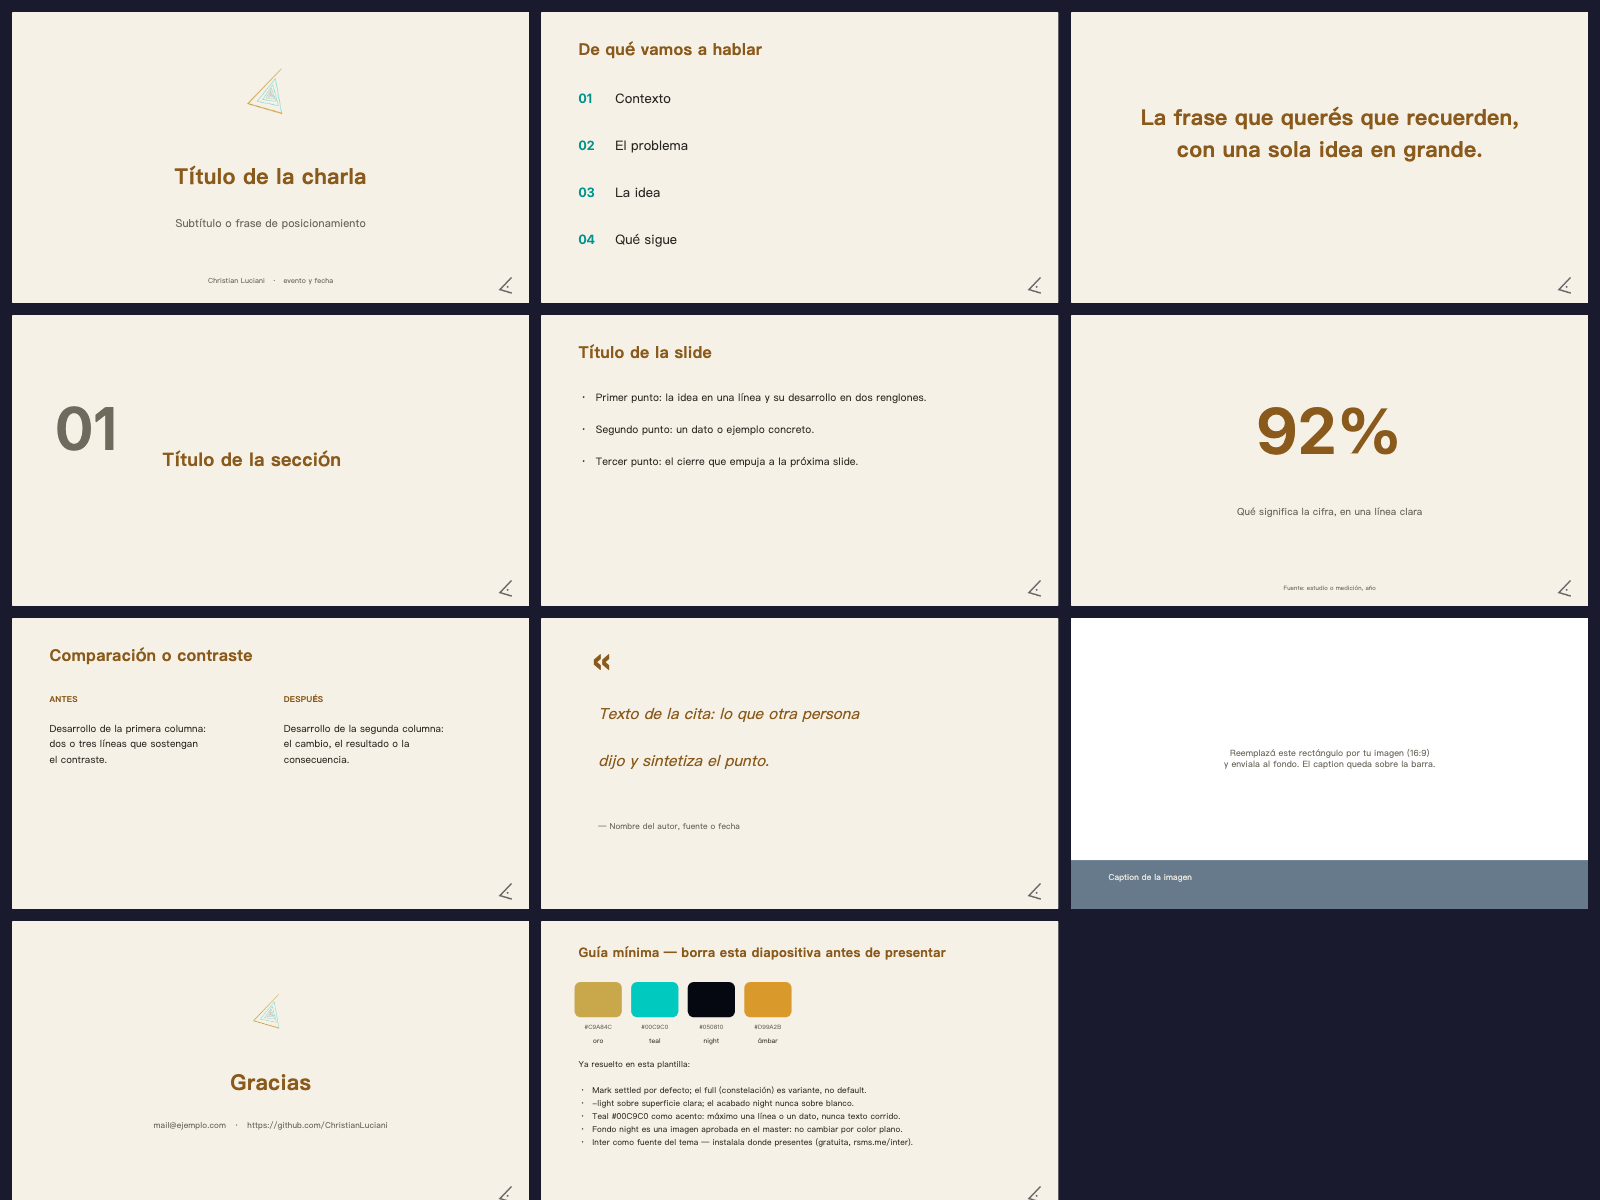 Título de la charla
Subtítulo o frase de posicionamiento
Christian Luciani · evento y fecha
De qué vamos a hablar
01 Contexto
02 El problema
03 La idea
04 Qué sigue
La frase que querés que recuerden,
con una sola idea en grande.
01
Título de la sección
Título de la slide
· Primer punto: la idea en una línea y su desarrollo en dos renglones.
· Segundo punto: un dato o ejemplo concreto.
· Tercer punto: el cierre que empuja a la próxima slide.
92%
Qué significa la cifra, en una línea clara
Fuente: estudio o medición, año
Comparación o contraste
ANTES
Desarrollo de la primera columna:
dos o tres líneas que sostengan
el contraste.
DESPUÉS
Desarrollo de la segunda columna:
el cambio, el resultado o la
consecuencia.
«
Texto de la cita: lo que otra persona
dijo y sintetiza el punto.
— Nombre del autor, fuente o fecha
Reemplazá este rectángulo por tu imagen (16:9)
y enviala al fondo. El caption queda sobre la barra.
Caption de la imagen
Gracias
mail@ejemplo.com · https://github.com/ChristianLuciani
Guía mínima — borra esta diapositiva antes de presentar
#C9A84C #00C9C0 #050810 #D99A2B
oro teal night ámbar
Ya resuelto en esta plantilla:
· Mark settled por defecto; el full (constelación) es variante, no default.
· —light sobre superficie clara; el acabado night nunca sobre blanco.
· Teal #00C9C0 como acento: máximo una línea o un dato, nunca texto corrido.
· Fondo night es una imagen aprobada en el master: no cambiar por color plano.
· Inter como fuente del tema — instalala donde presentes (gratuita, rsms.me/inter).